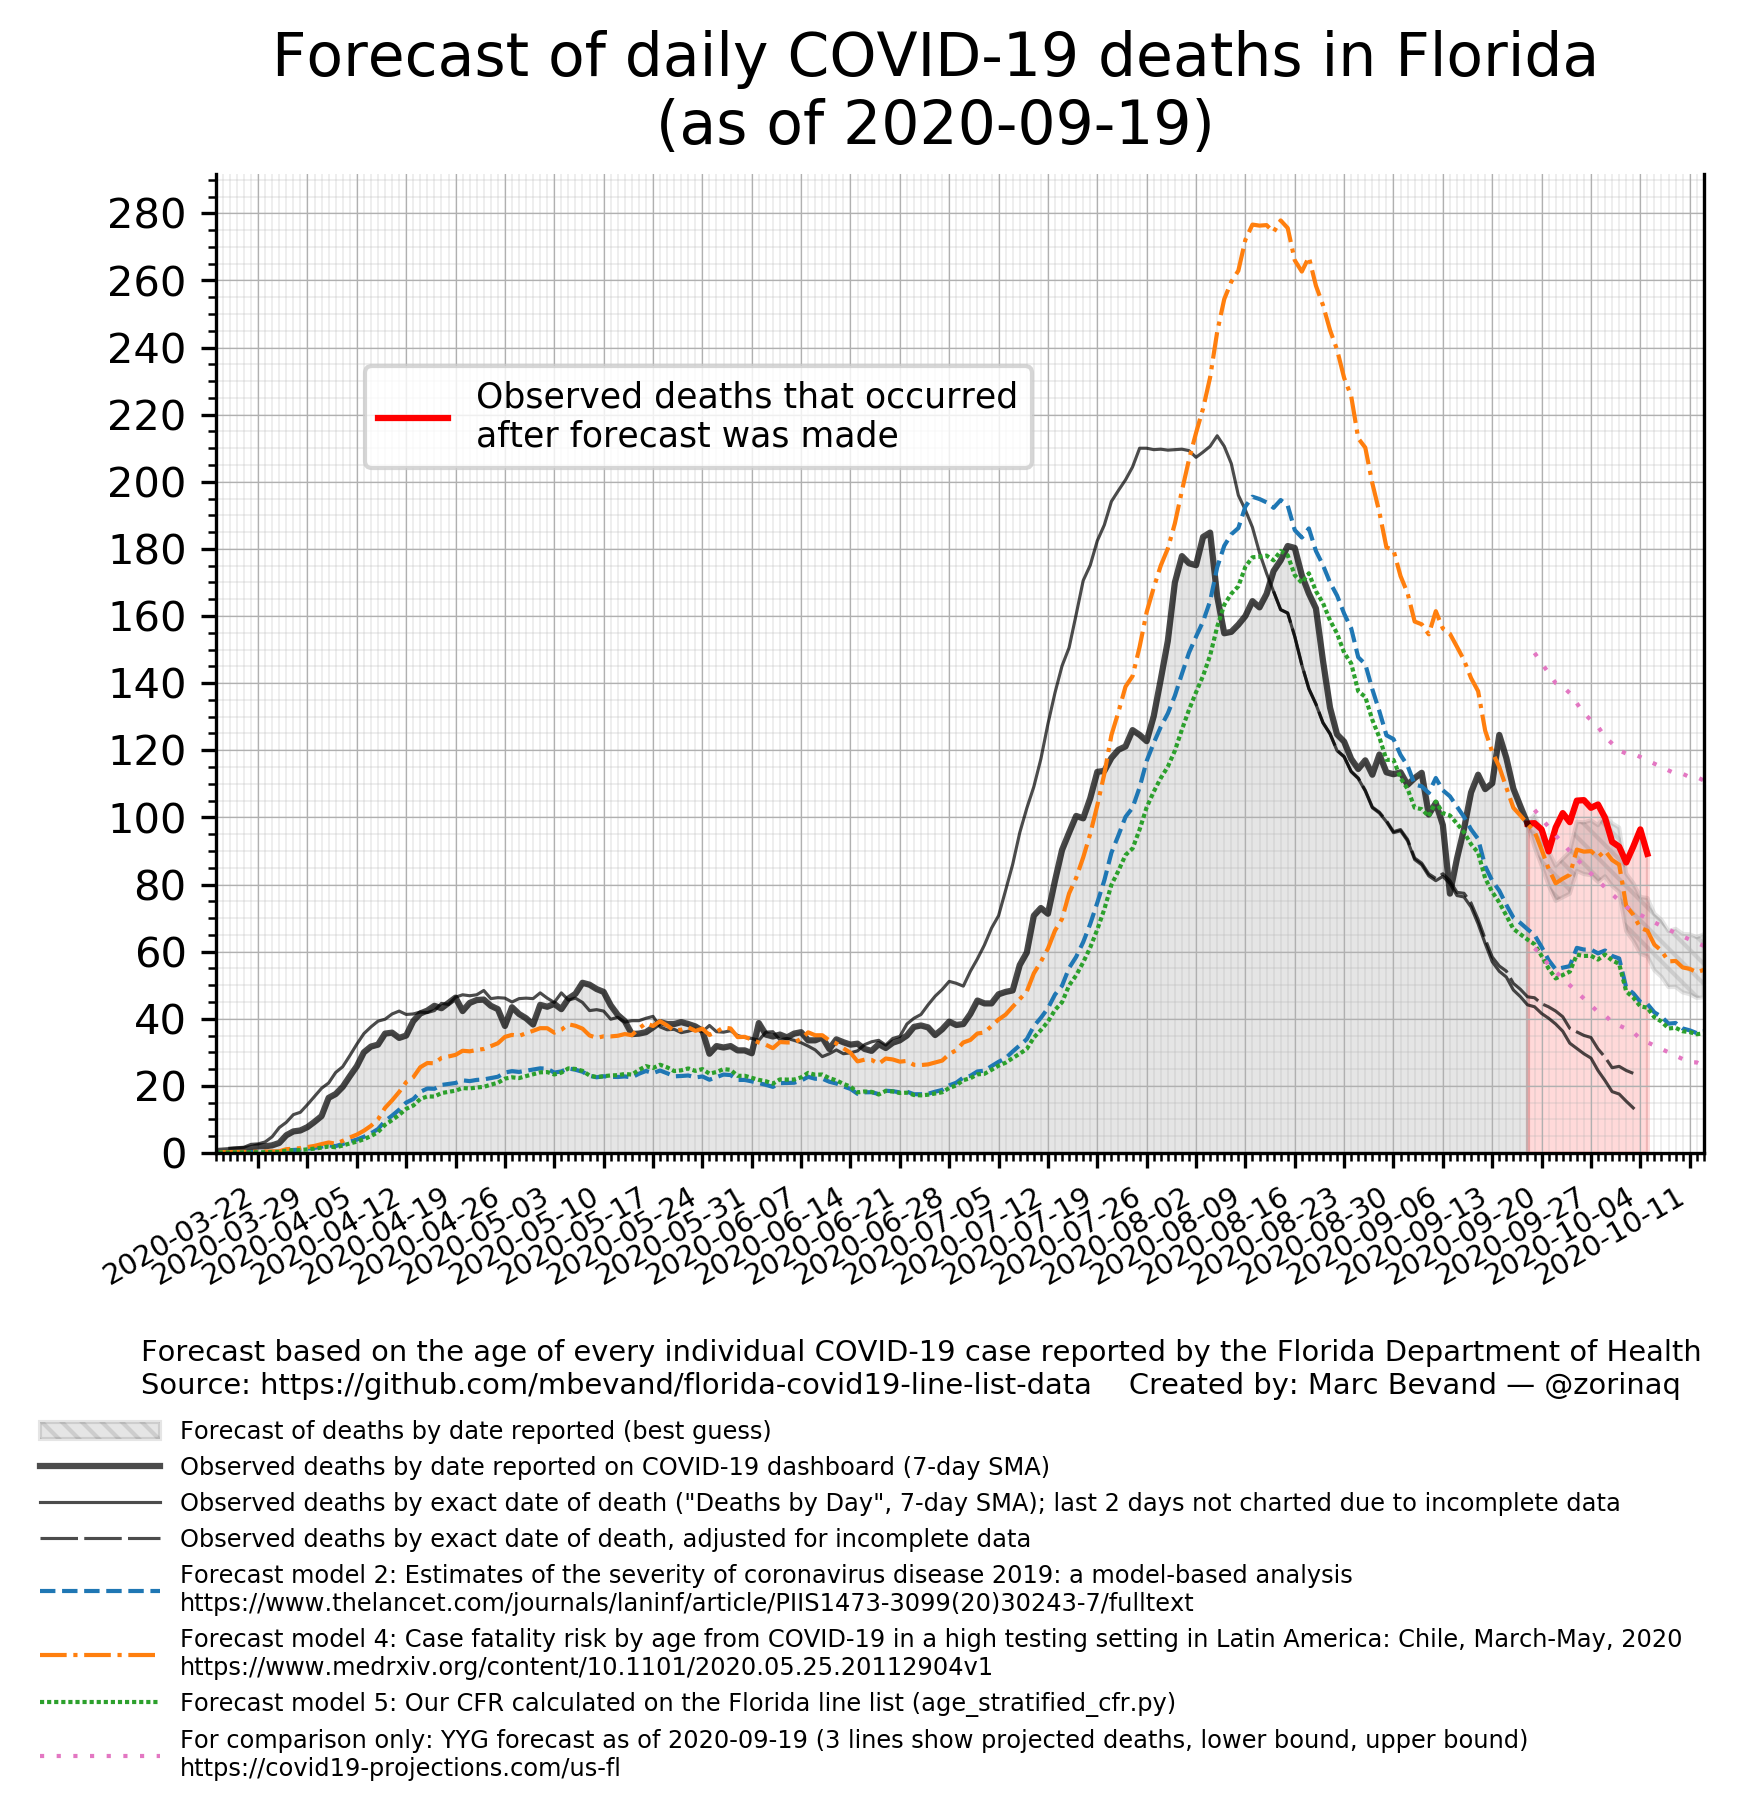 Forecast of daily COVID-19 deaths in Florida
(as of 2020-09-19)
280
260
240
220
200
180
160
140
120
100
80
60
40
20
0
Observed deaths that occurred
after forecast was made
2020-03-22
2020-03-29
2020-04-05
2020-04-12
2020-04-19
2020-04-26
2020-05-03
2020-05-10
2020-05-17
2020-05-24
2020-05-31
2020-06-07
2020-06-14
2020-06-21
2020-06-28
2020-07-05
2020-07-12
2020-07-19
2020-07-26
2020-08-02
2020-08-09
2020-08-16
2020-08-23
2020-08-30
2020-09-06
2020-09-13
2020-09-20
2020-09-27
2020-10-04
2020-10-11
Forecast based on the age of every individual COVID-19 case reported by the Florida Department of Health
Source: https://github.com/mbevand/florida-covid19-line-list-data    Created by: Marc Bevand — @zorinaq
Forecast of deaths by date reported (best guess)
Observed deaths by date reported on COVID-19 dashboard (7-day SMA)
Observed deaths by exact date of death ("Deaths by Day", 7-day SMA); last 2 days not charted due to incomplete data
Observed deaths by exact date of death, adjusted for incomplete data
Forecast model 2: Estimates of the severity of coronavirus disease 2019: a model-based analysis
https://www.thelancet.com/journals/laninf/article/PIIS1473-3099(20)30243-7/fulltext
Forecast model 4: Case fatality risk by age from COVID-19 in a high testing setting in Latin America: Chile, March-May, 2020
https://www.medrxiv.org/content/10.1101/2020.05.25.20112904v1
Forecast model 5: Our CFR calculated on the Florida line list (age_stratified_cfr.py)
For comparison only: YYG forecast as of 2020-09-19 (3 lines show projected deaths, lower bound, upper bound)
https://covid19-projections.com/us-fl